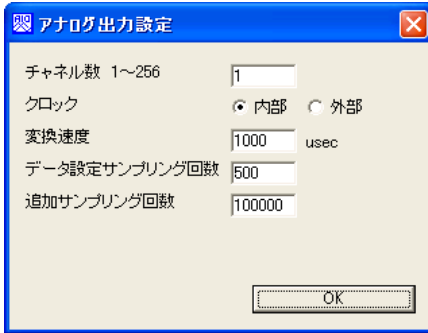 アナログ出力設定
チャネル数 1～256 1
クロック 内部 外部
変換速度 1000 usec
データ設定サンプリング回数 500
追加サンプリング回数 100000
OK